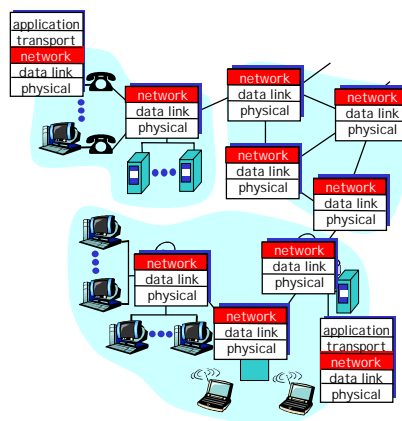 application
transport
network
data link
physical
network
data link
physical
network
data link
physical
network
data link
physical
network
data link
physical
network
data link
physical
network
data link
physical
network
data link
physical
network
data link
physical
application
transport
network
data link
physical